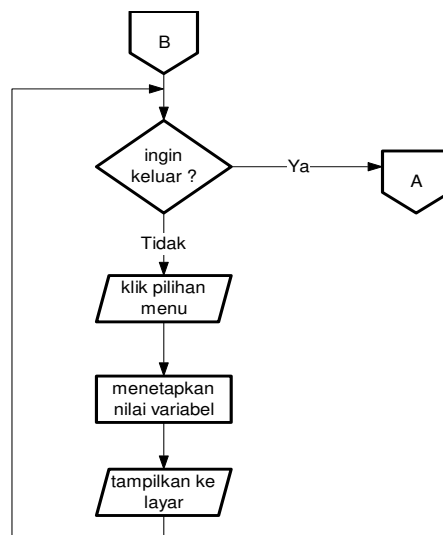 B
ingin
keluar ?
Ya
A
Tidak
klik pilihan
menu
menetapkan
nilai variabel
tampilkan ke
layar